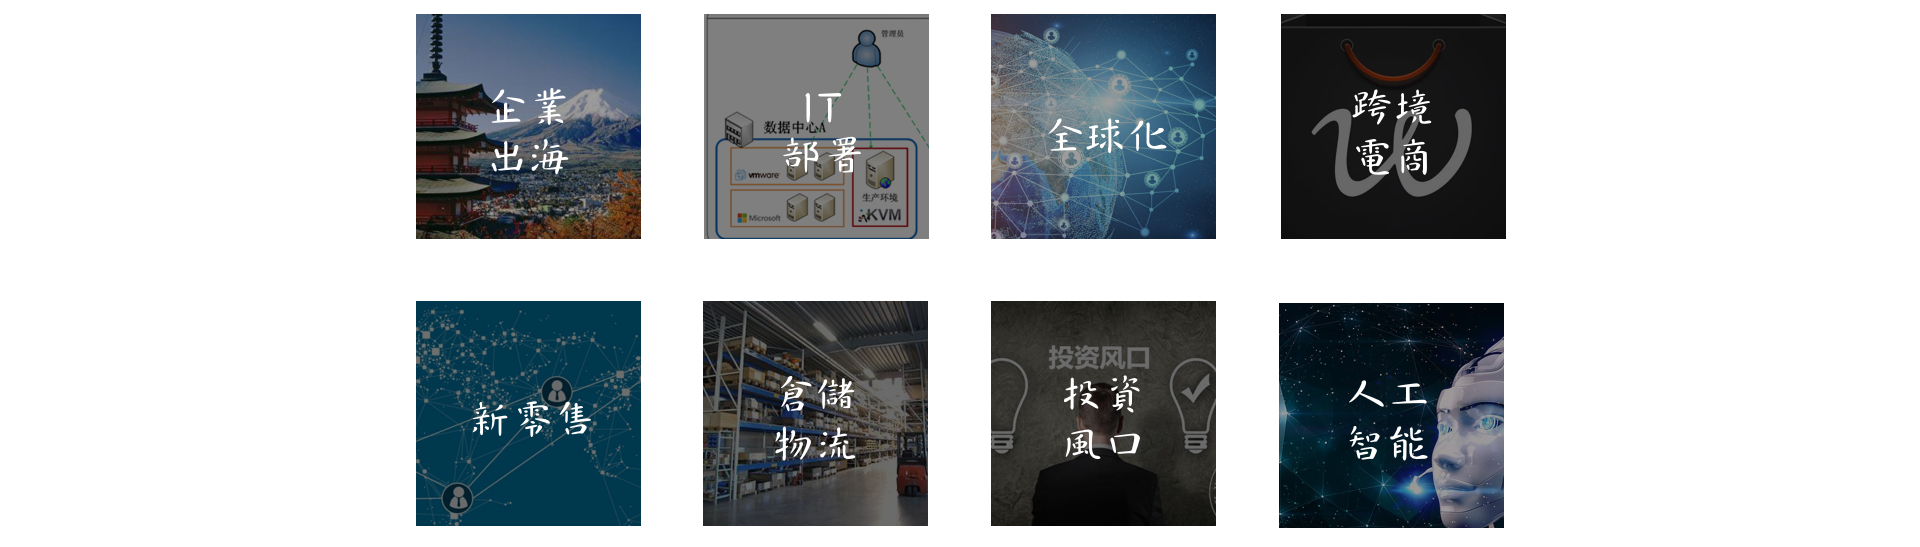 企業
出海
管理员
IT
部署
数据中心A
vmware
生产环境
Microsoft
KVM
全球化
跨境
電商
新零售
倉儲
物流
投资风口
投資
風口
人工
智能